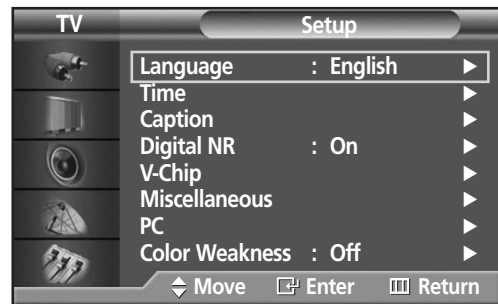 TV Setup
Language : English
Time
Caption
Digital NR : On
V-Chip
Miscellaneous
PC
Color Weakness : Off
Move Enter Return